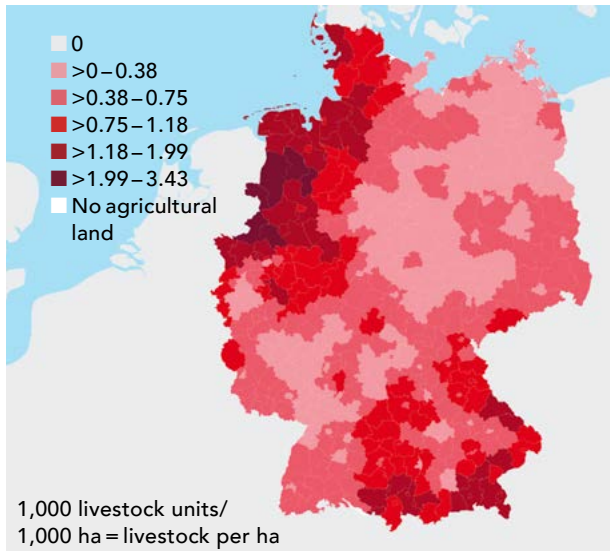 0
>0–0.38
>0.38–0.75
>0.75–1.18
>1.18–1.99
>1.99–3.43
No agricultural
land
1,000 livestock units/
1,000 ha = livestock per ha